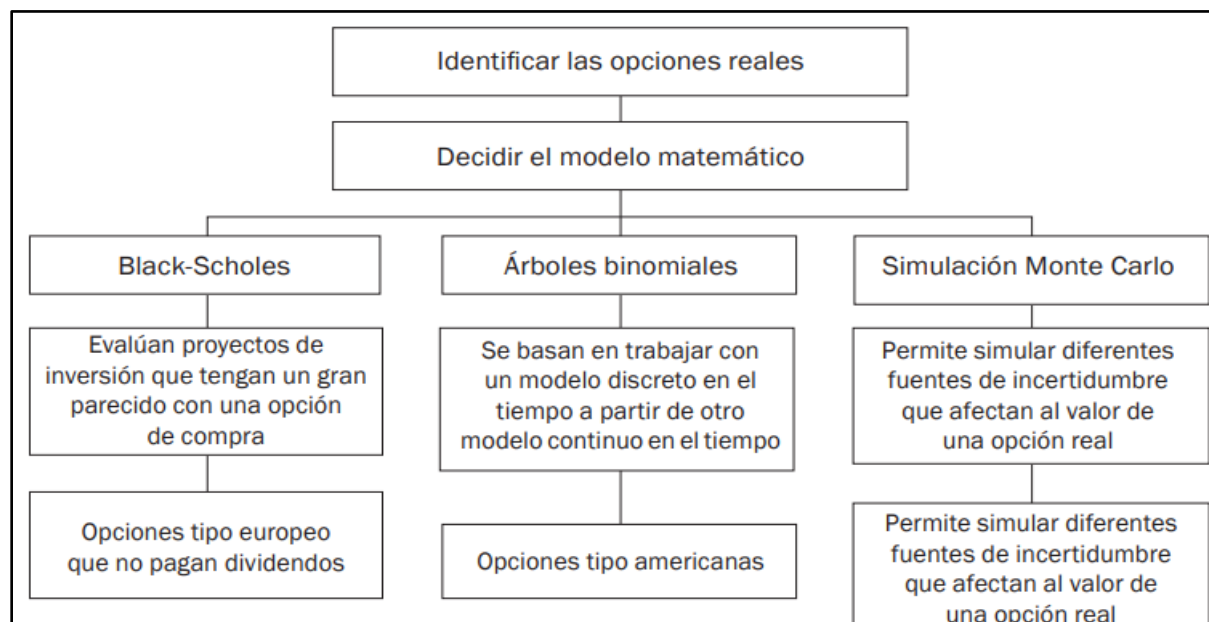 Identificar las opciones reales
Decidir el modelo matemático
Black-Scholes
Evalúan proyectos de
inversión que tengan un gran
parecido con una opción
de compra
Opciones tipo europeo
que no pagan dividendos
Árboles binomiales
Se basan en trabajar con
un modelo discreto en el
tiempo a partir de otro
modelo continuo en el tiempo
Opciones tipo americanas
Simulación Monte Carlo
Permite simular diferentes
fuentes de incertidumbre
que afectan al valor de
una opción real
Permite simular diferentes
fuentes de incertidumbre
que afectan al valor de
una opción real